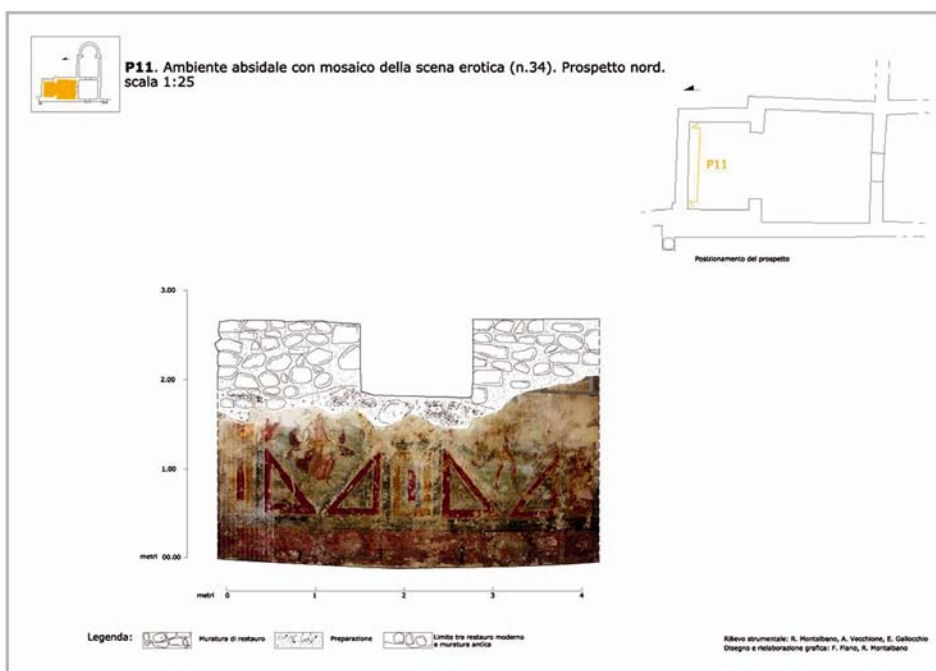 P11. Ambiente absidale con mosaico della scena erotica (n.34). Prospetto nord.
scala 1:25
P11
Posizionamento del prospetto
3.00
2.00
1.00
metri 00.00
metri 0 1 2 3 4
Legenda: Muratura di restauro Preparazione Limite tra restauro moderno
e muratura antica
Rilievo strumentale: R. Montalbano, A. Vecchione, E. Gallocchio
Disegno e rielaborazione grafica: F. Fiano, R. Montalbano